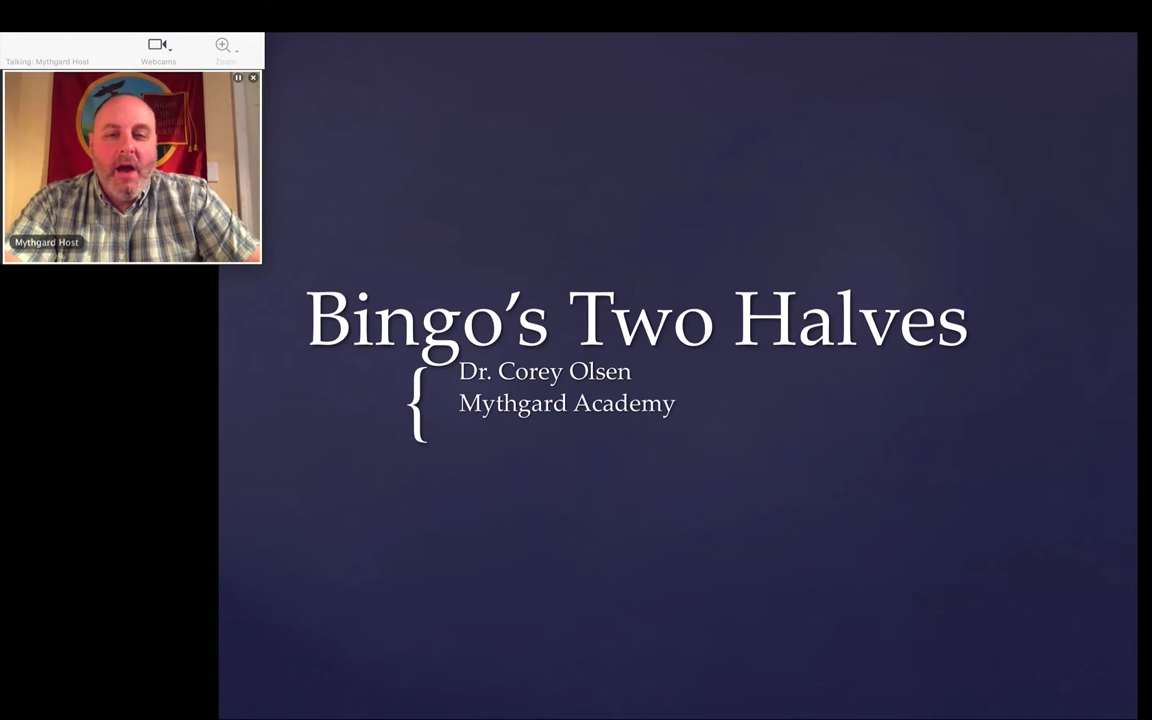 Talking: Mythgard Host
Webcams
Zoom
Mythgard Host
Bingo’s Two Halves
Dr. Corey Olsen
Mythgard Academy